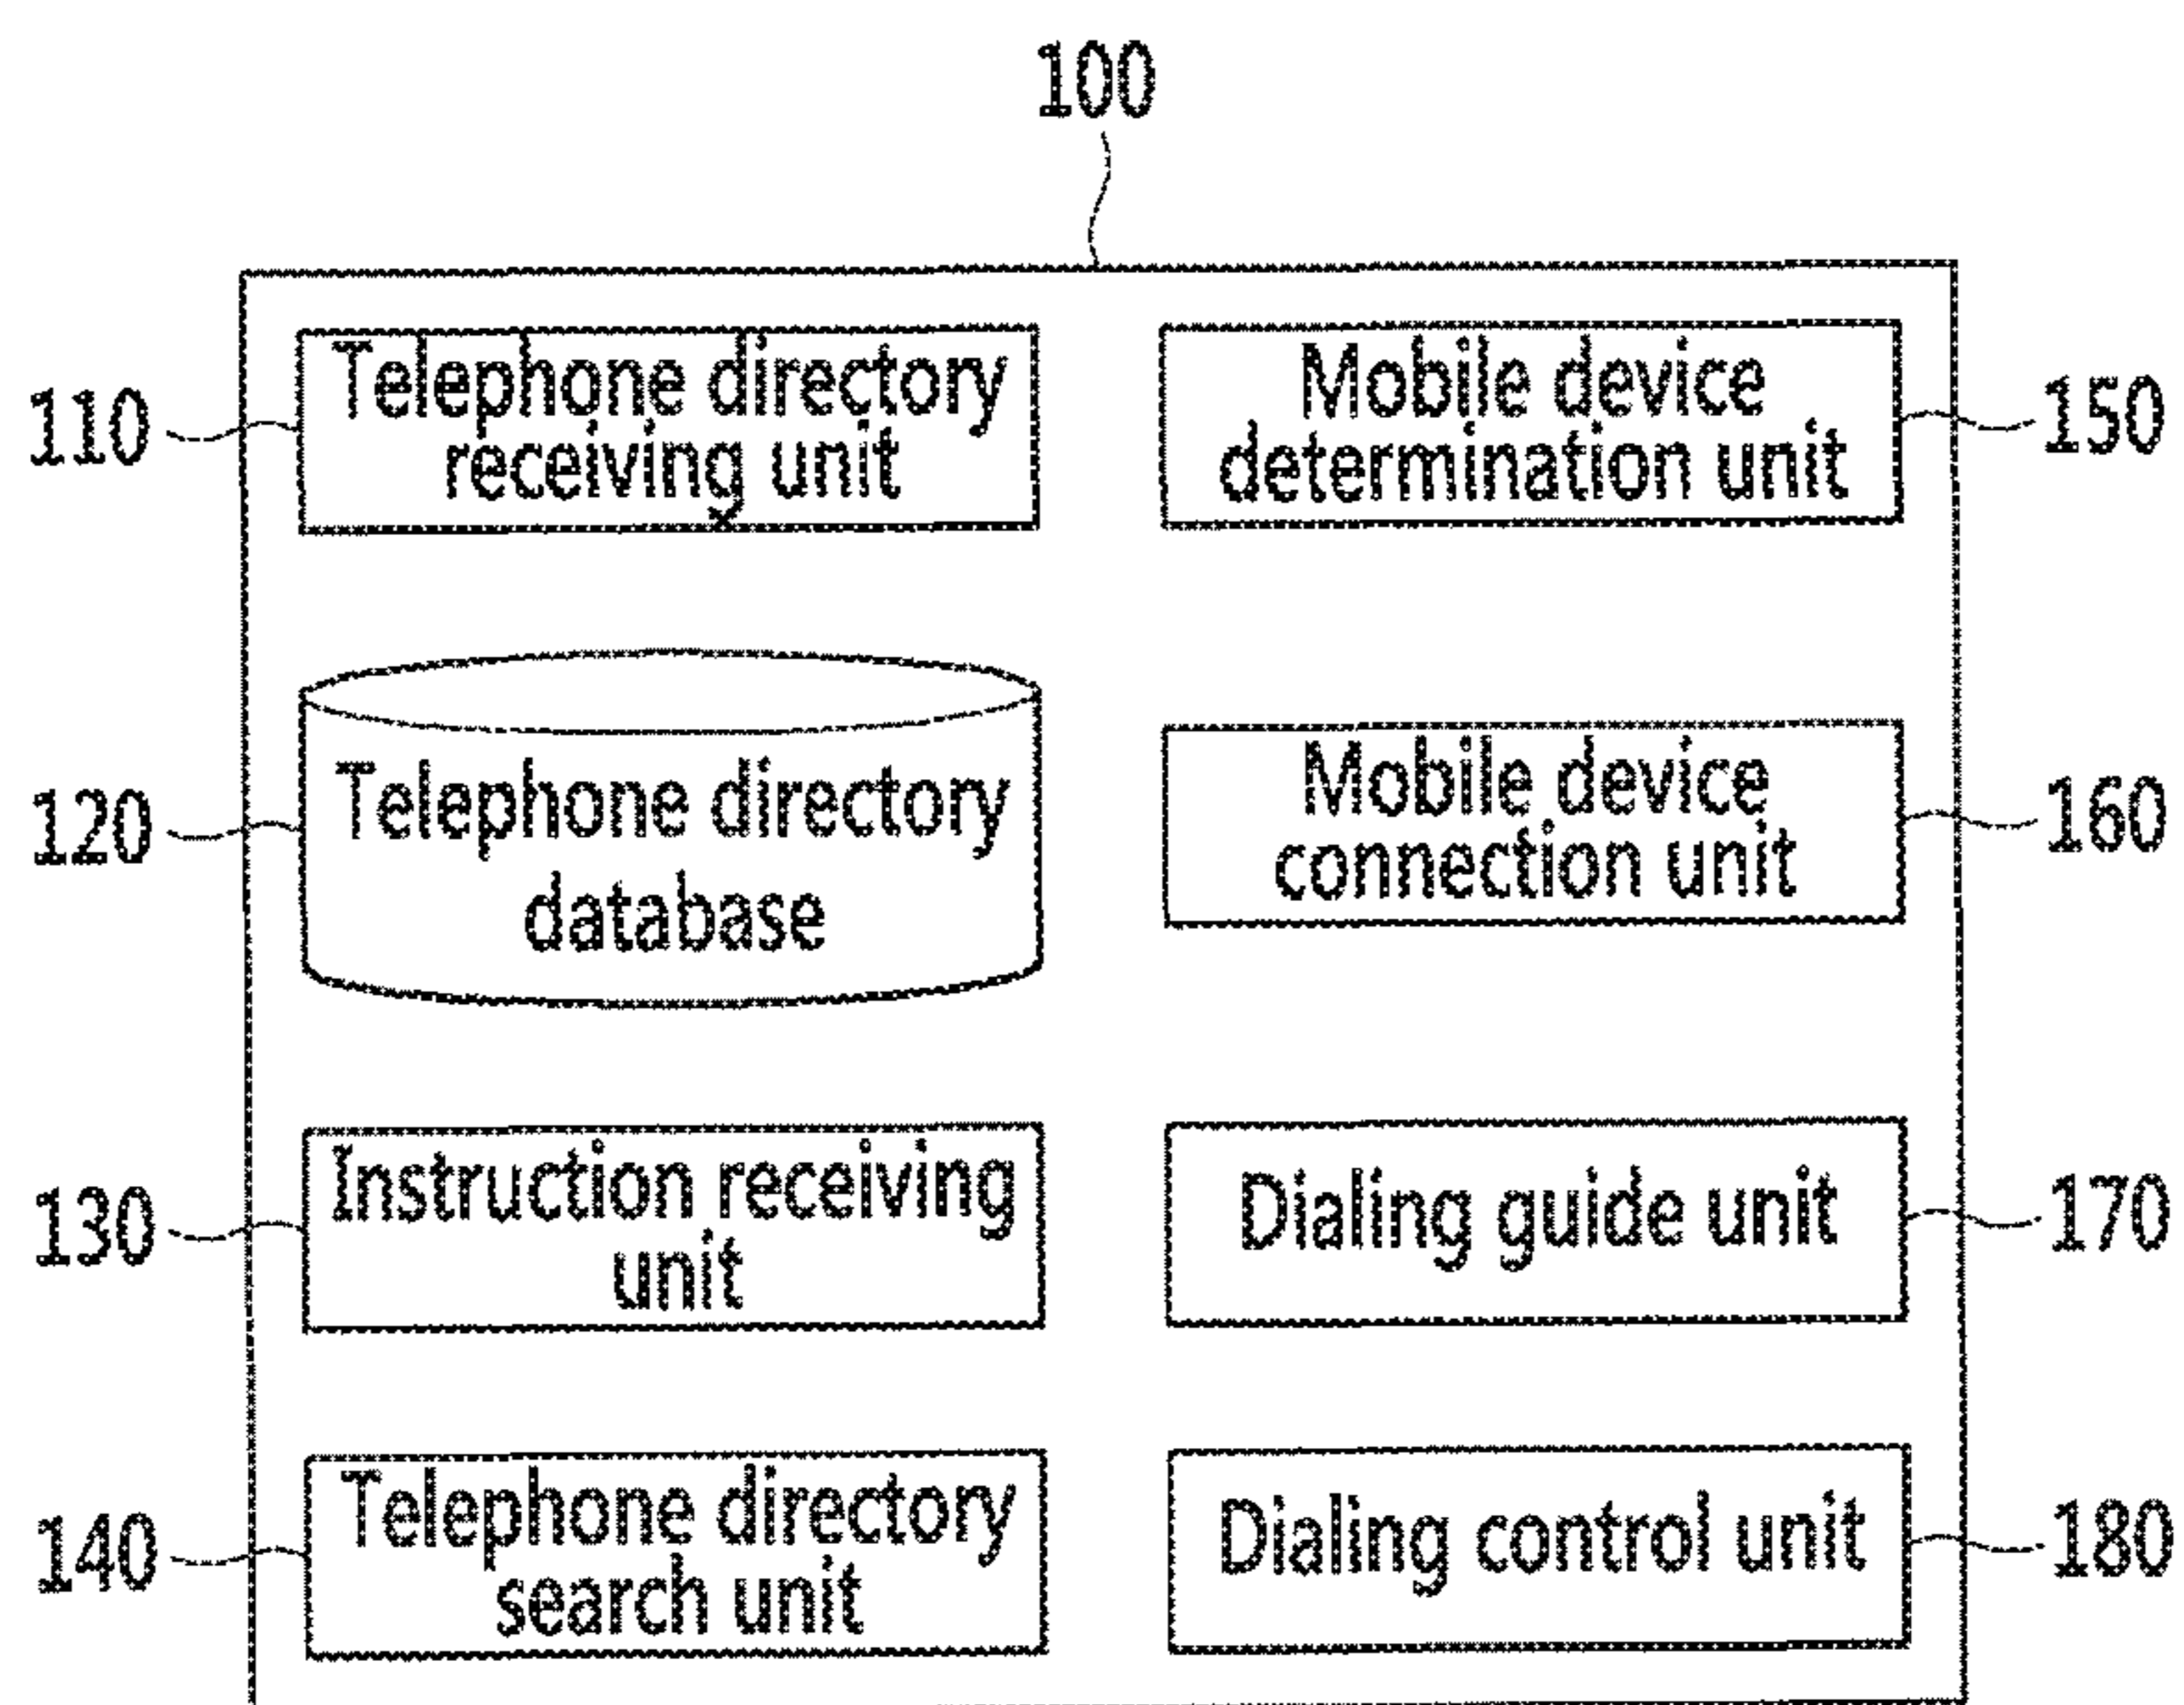 100
110
Telephone directory
receiving unit
Mobile device
determination unit
150
120
Telephone directory
database
Mobile device
connection unit
160
130
Instruction receiving
unit
Dialing guide unit
170
140
Telephone directory
search unit
Dialing control unit
180